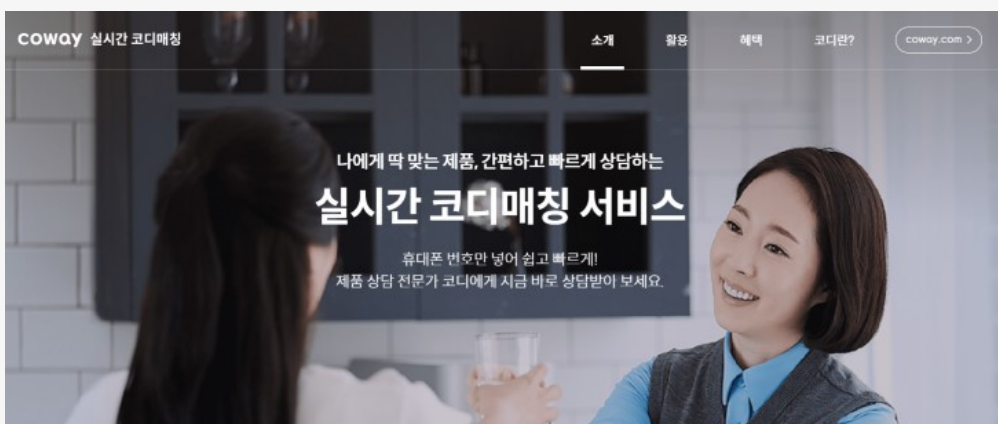 coway 실시간 코디매칭
소개 활용 혜택 코디란? coway.com >
나에게 딱 맞는 제품, 간편하고 빠르게 상담하는
실시간 코디매칭 서비스
휴대폰 번호만 넣어 쉽고 빠르게!
제품 상담 전문가 코디에게 지금 바로 상담받아 보세요.